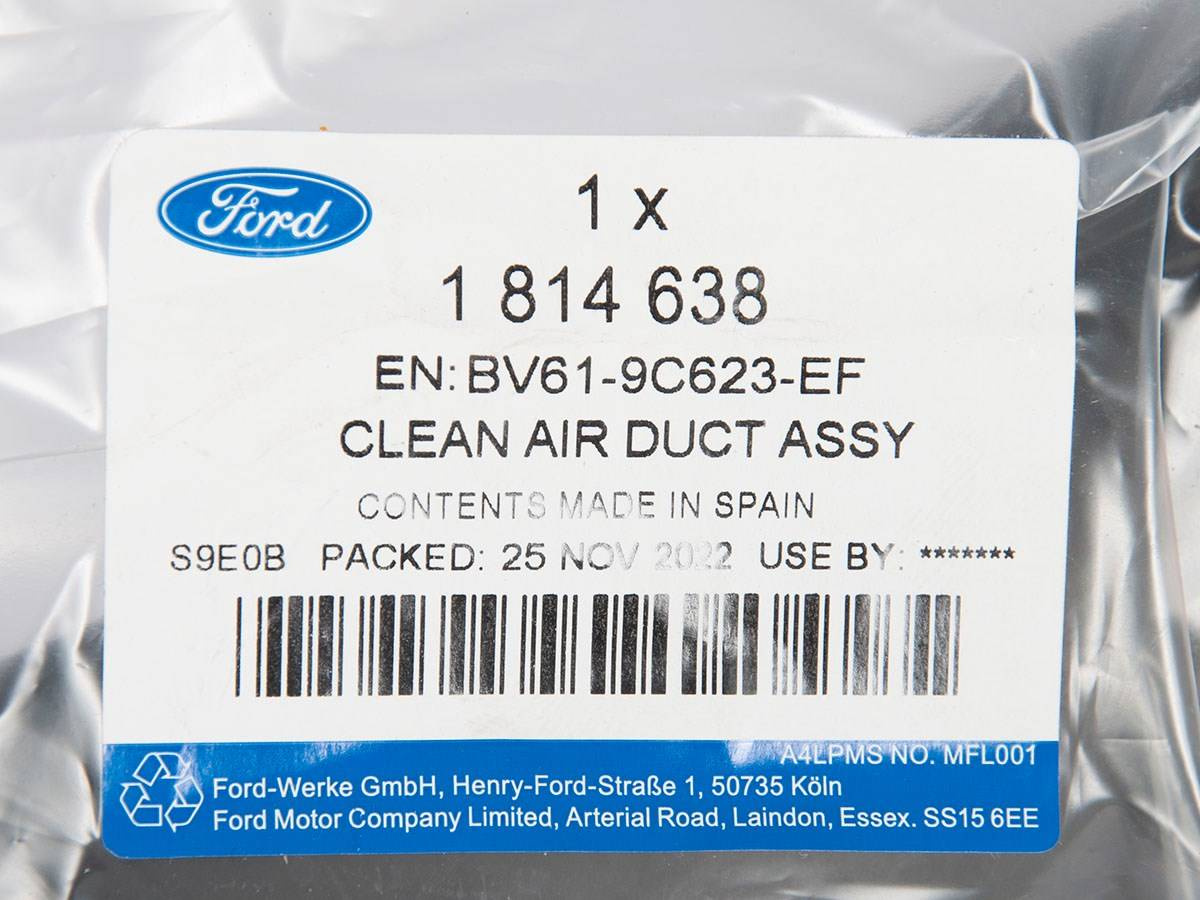 Ford
1 x
1 814 638
EN: BV61-9C623-EF
CLEAN AIR DUCT ASSY
CONTENTS MADE IN SPAIN
S9E0B PACKED: 25 NOV 2022 USE BY: *******
A4LPMS NO. MFL001
Ford-Werke GmbH, Henry-Ford-Straße 1, 50735 Köln
Ford Motor Company Limited, Arterial Road, Laindon, Essex. SS15 6EE